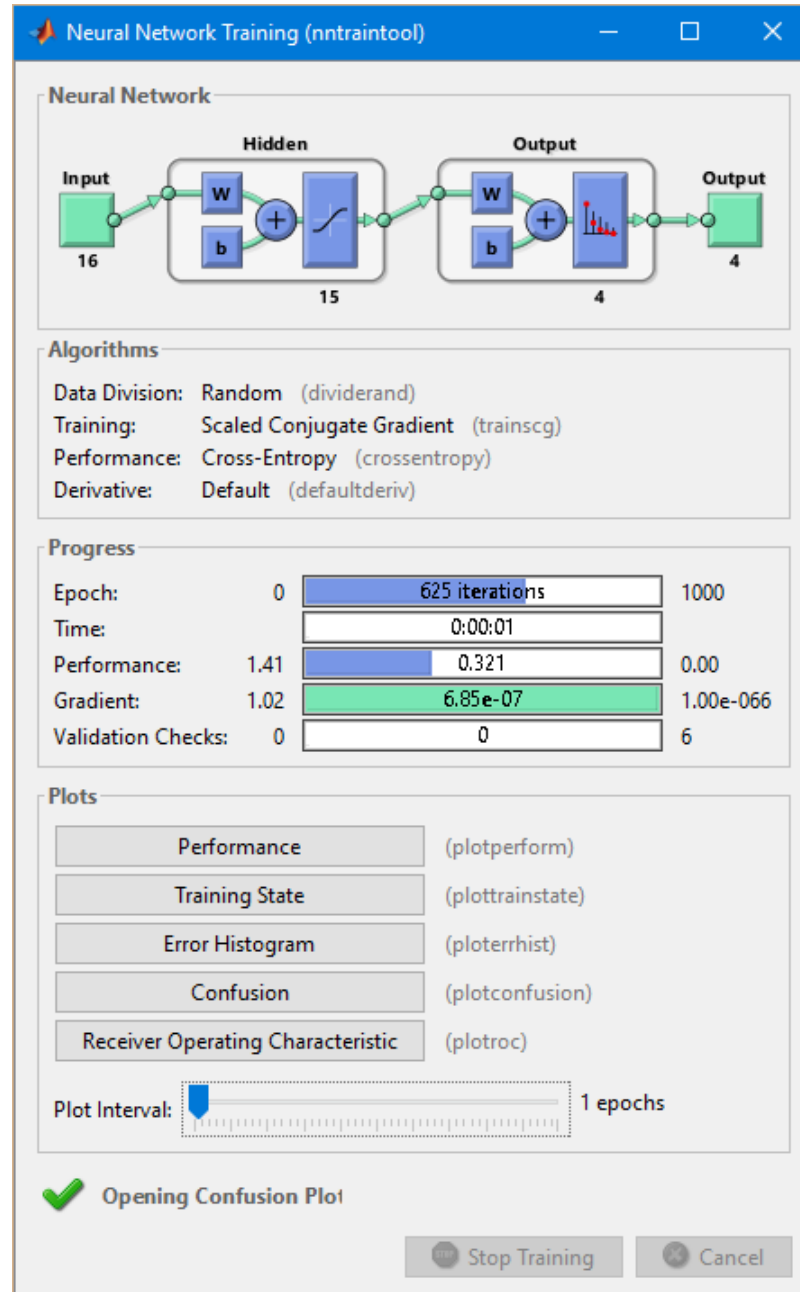 Neural Network Training (nntraintool)
Neural Network
Hidden
Output
Input
Output
W
b
+
W
b
+
16
15
4
4
Algorithms
Data Division: Random (dividerand)
Training: Scaled Conjugate Gradient (trainscg)
Performance: Cross-Entropy (crossentropy)
Derivative: Default (defaultderiv)
Progress
Epoch: 0 625 iterations 1000
Time: 0:00:01
Performance: 1.41 0.321 0.00
Gradient: 1.02 6.85e-07 1.00e-066
Validation Checks: 0 0 6
Plots
Performance (plotperform)
Training State (plottrainstate)
Error Histogram (ploterrhist)
Confusion (plotconfusion)
Receiver Operating Characteristic (plotroc)
Plot Interval: 1 epochs
Opening Confusion Plot
STOP Stop Training Cancel